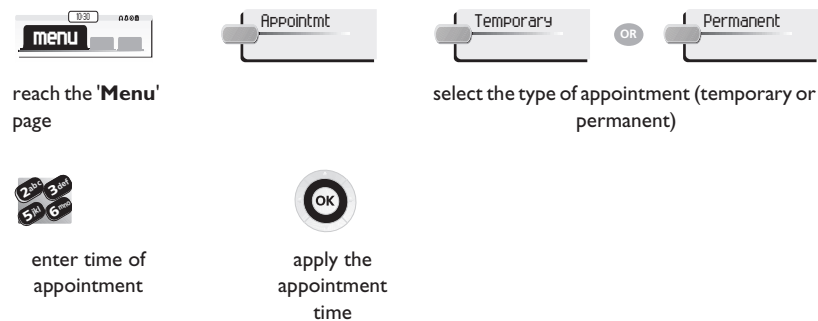 10:30
menu
Appointmt
Temporary
OR
Permanent
reach the 'Menu'
page
select the type of appointment (temporary or
permanent)
2abc 3def
5jkl 6mno
OK
enter time of
appointment
apply the
appointment
time